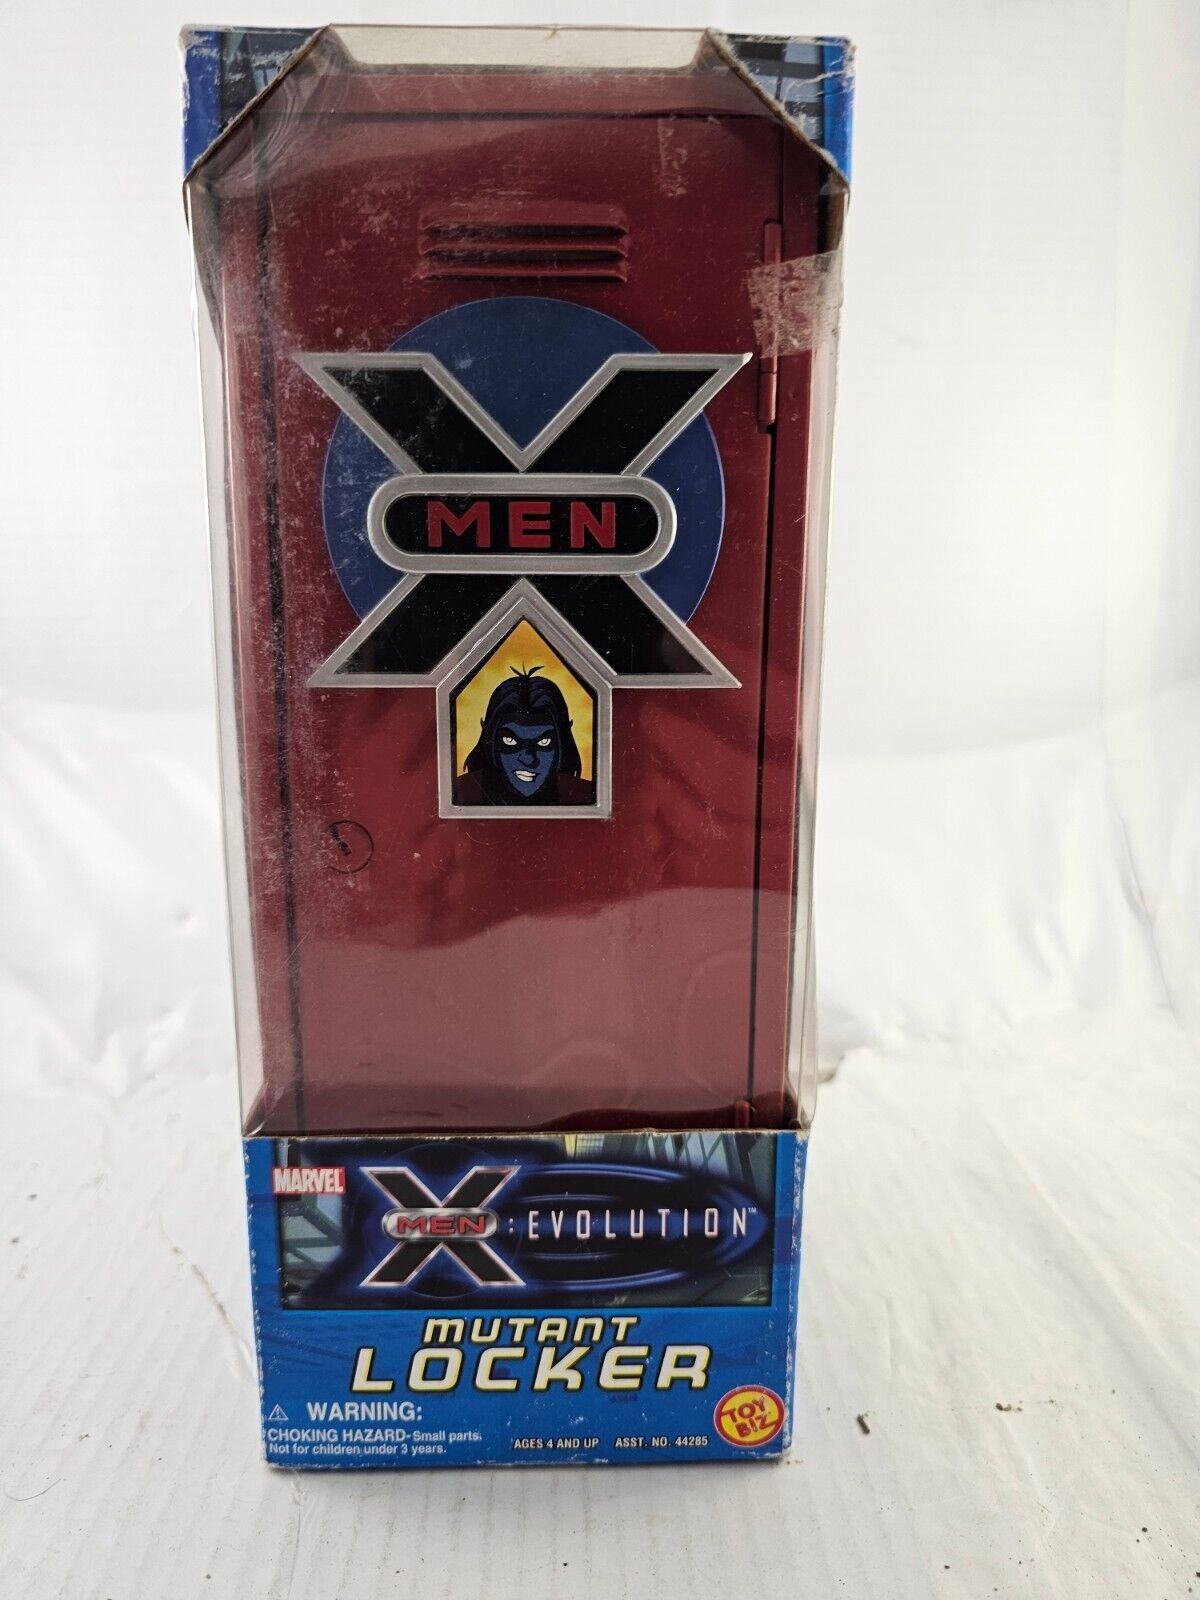 X
MEN
MARVEL
X
MEN : EVOLUTION™
MUTANT
LOCKER
⚠ WARNING:
CHOKING HAZARD-Small parts.
Not for children under 3 years.
AGES 4 AND UP ASST. NO. 44285
TOY
BIZ